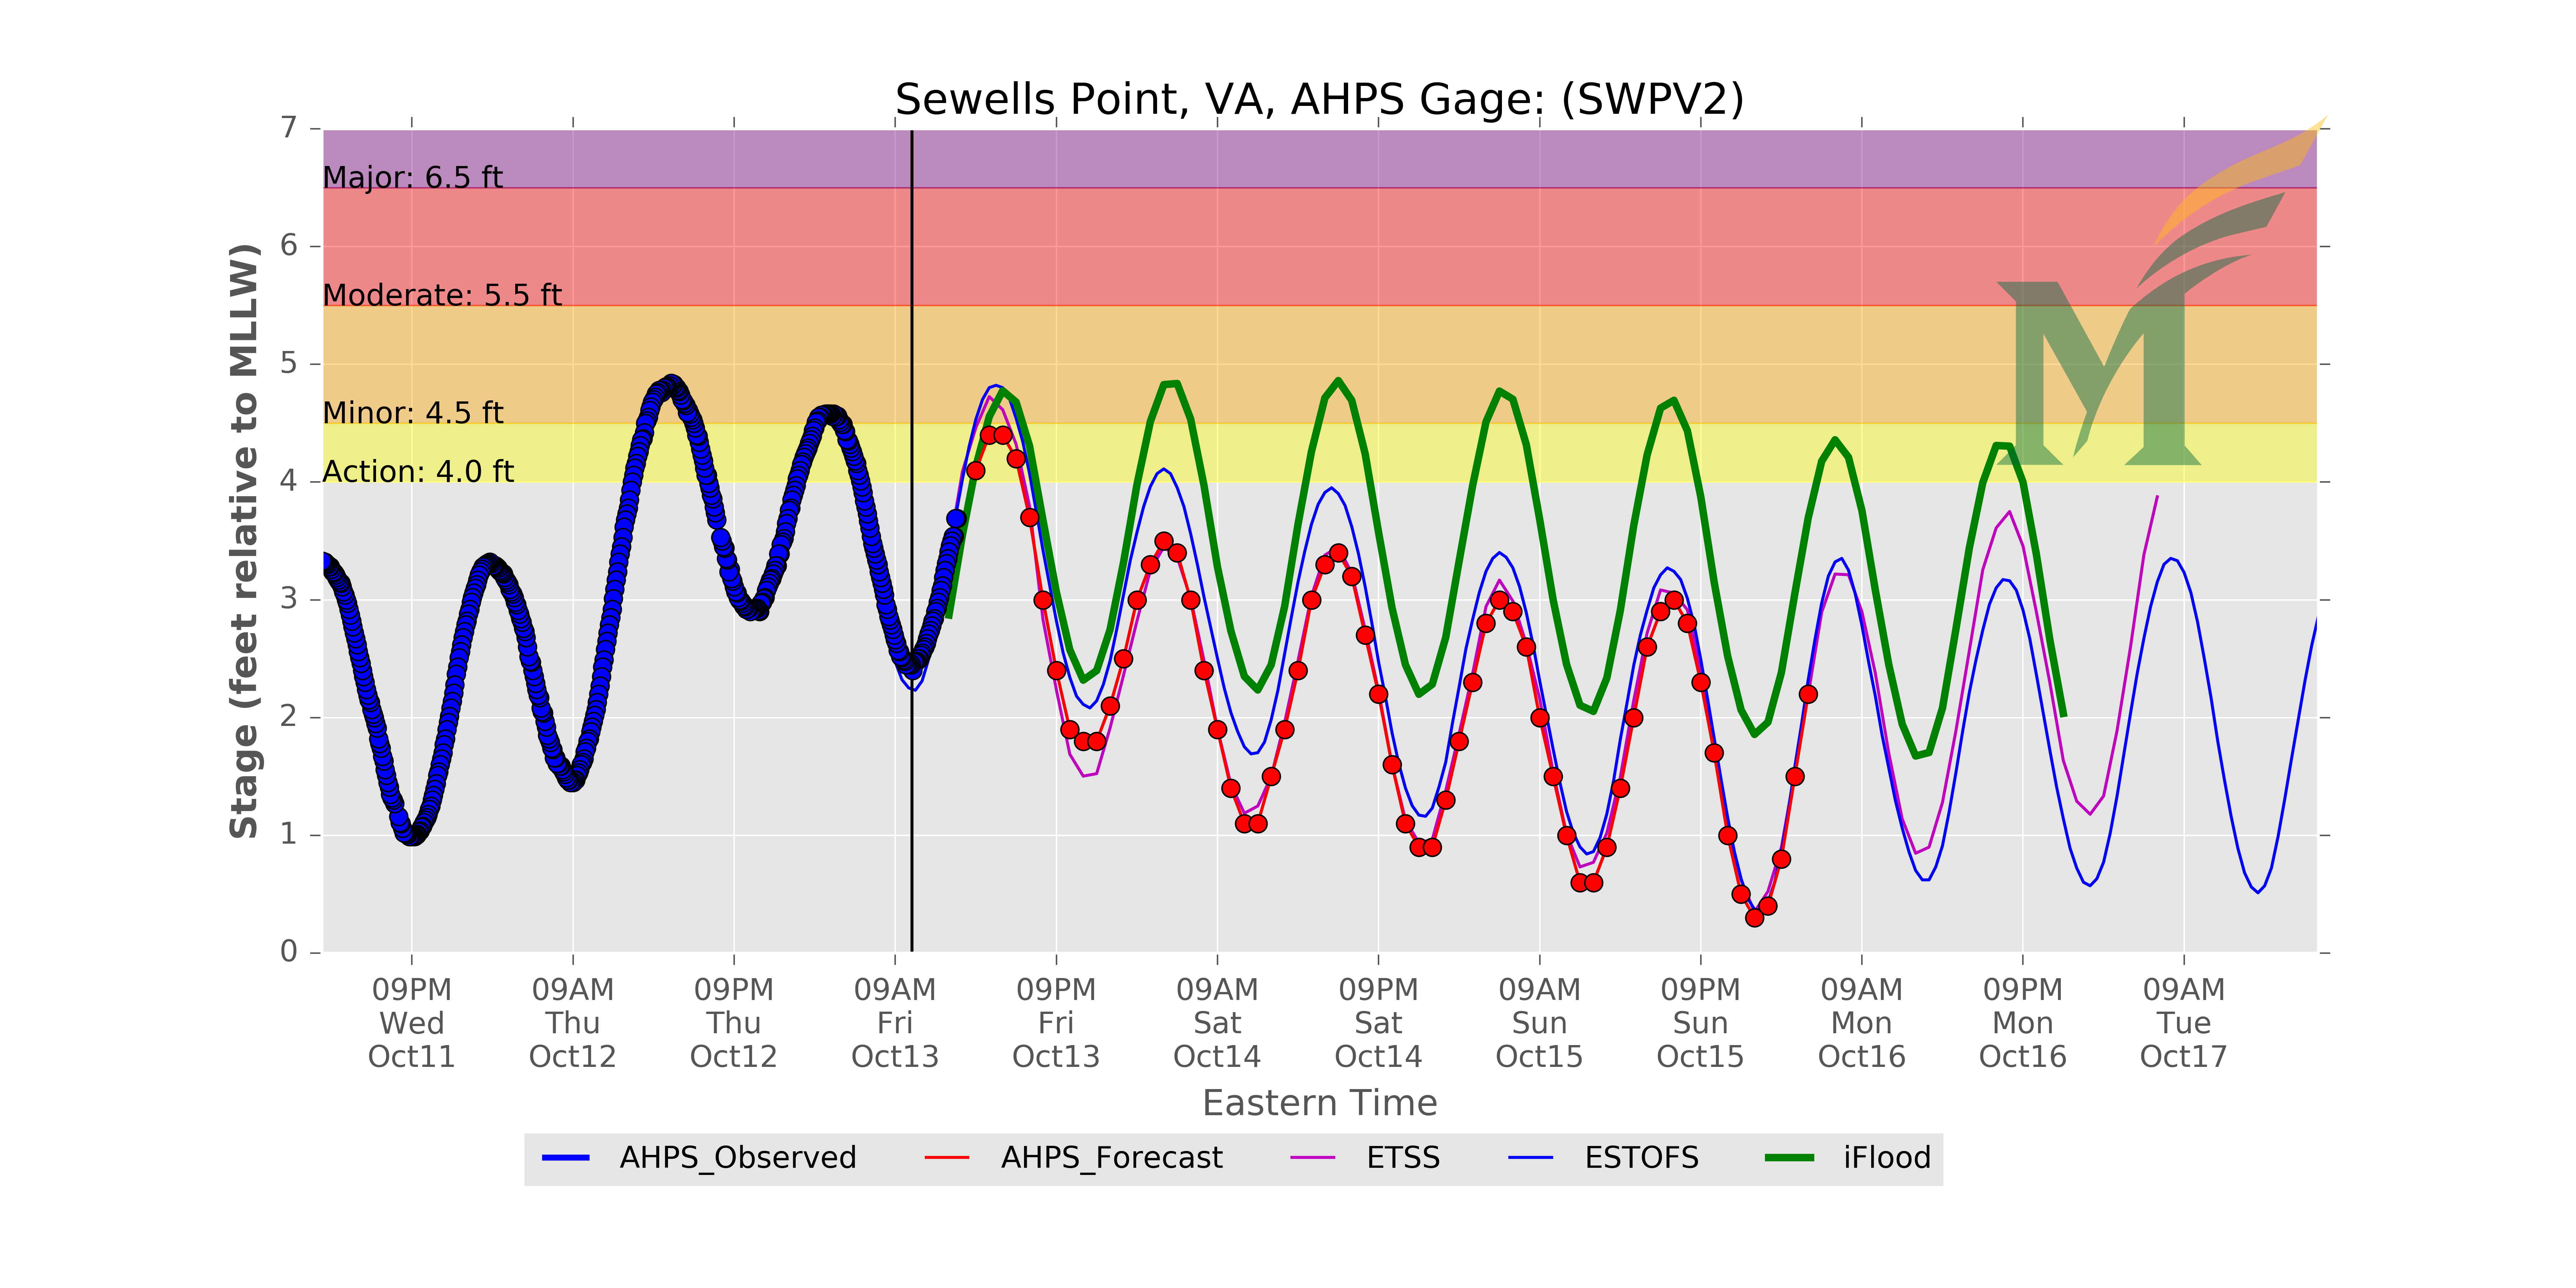 Sewells Point, VA, AHPS Gage: (SWPV2)
Stage (feet relative to MLLW)
7
6
5
4
3
2
1
0
Major: 6.5 ft
Moderate: 5.5 ft
Minor: 4.5 ft
Action: 4.0 ft
M
09PM 09AM 09PM 09AM 09PM 09AM 09PM 09AM 09PM 09AM 09PM 09AM
Wed Thu Thu Fri Fri Sat Sat Sun Sun Mon Mon Tue
Oct11 Oct12 Oct12 Oct13 Oct13 Oct14 Oct14 Oct15 Oct15 Oct16 Oct16 Oct17
Eastern Time
AHPS_Observed AHPS_Forecast ETSS ESTOFS iFlood